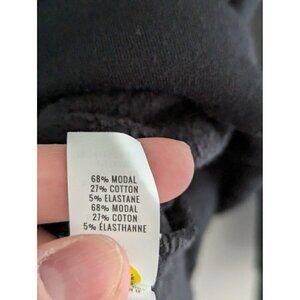 68% MODAL
27% COTTON
5% ELASTANE
68% MODAL
27% COTON
5% ÉLASTHANNE